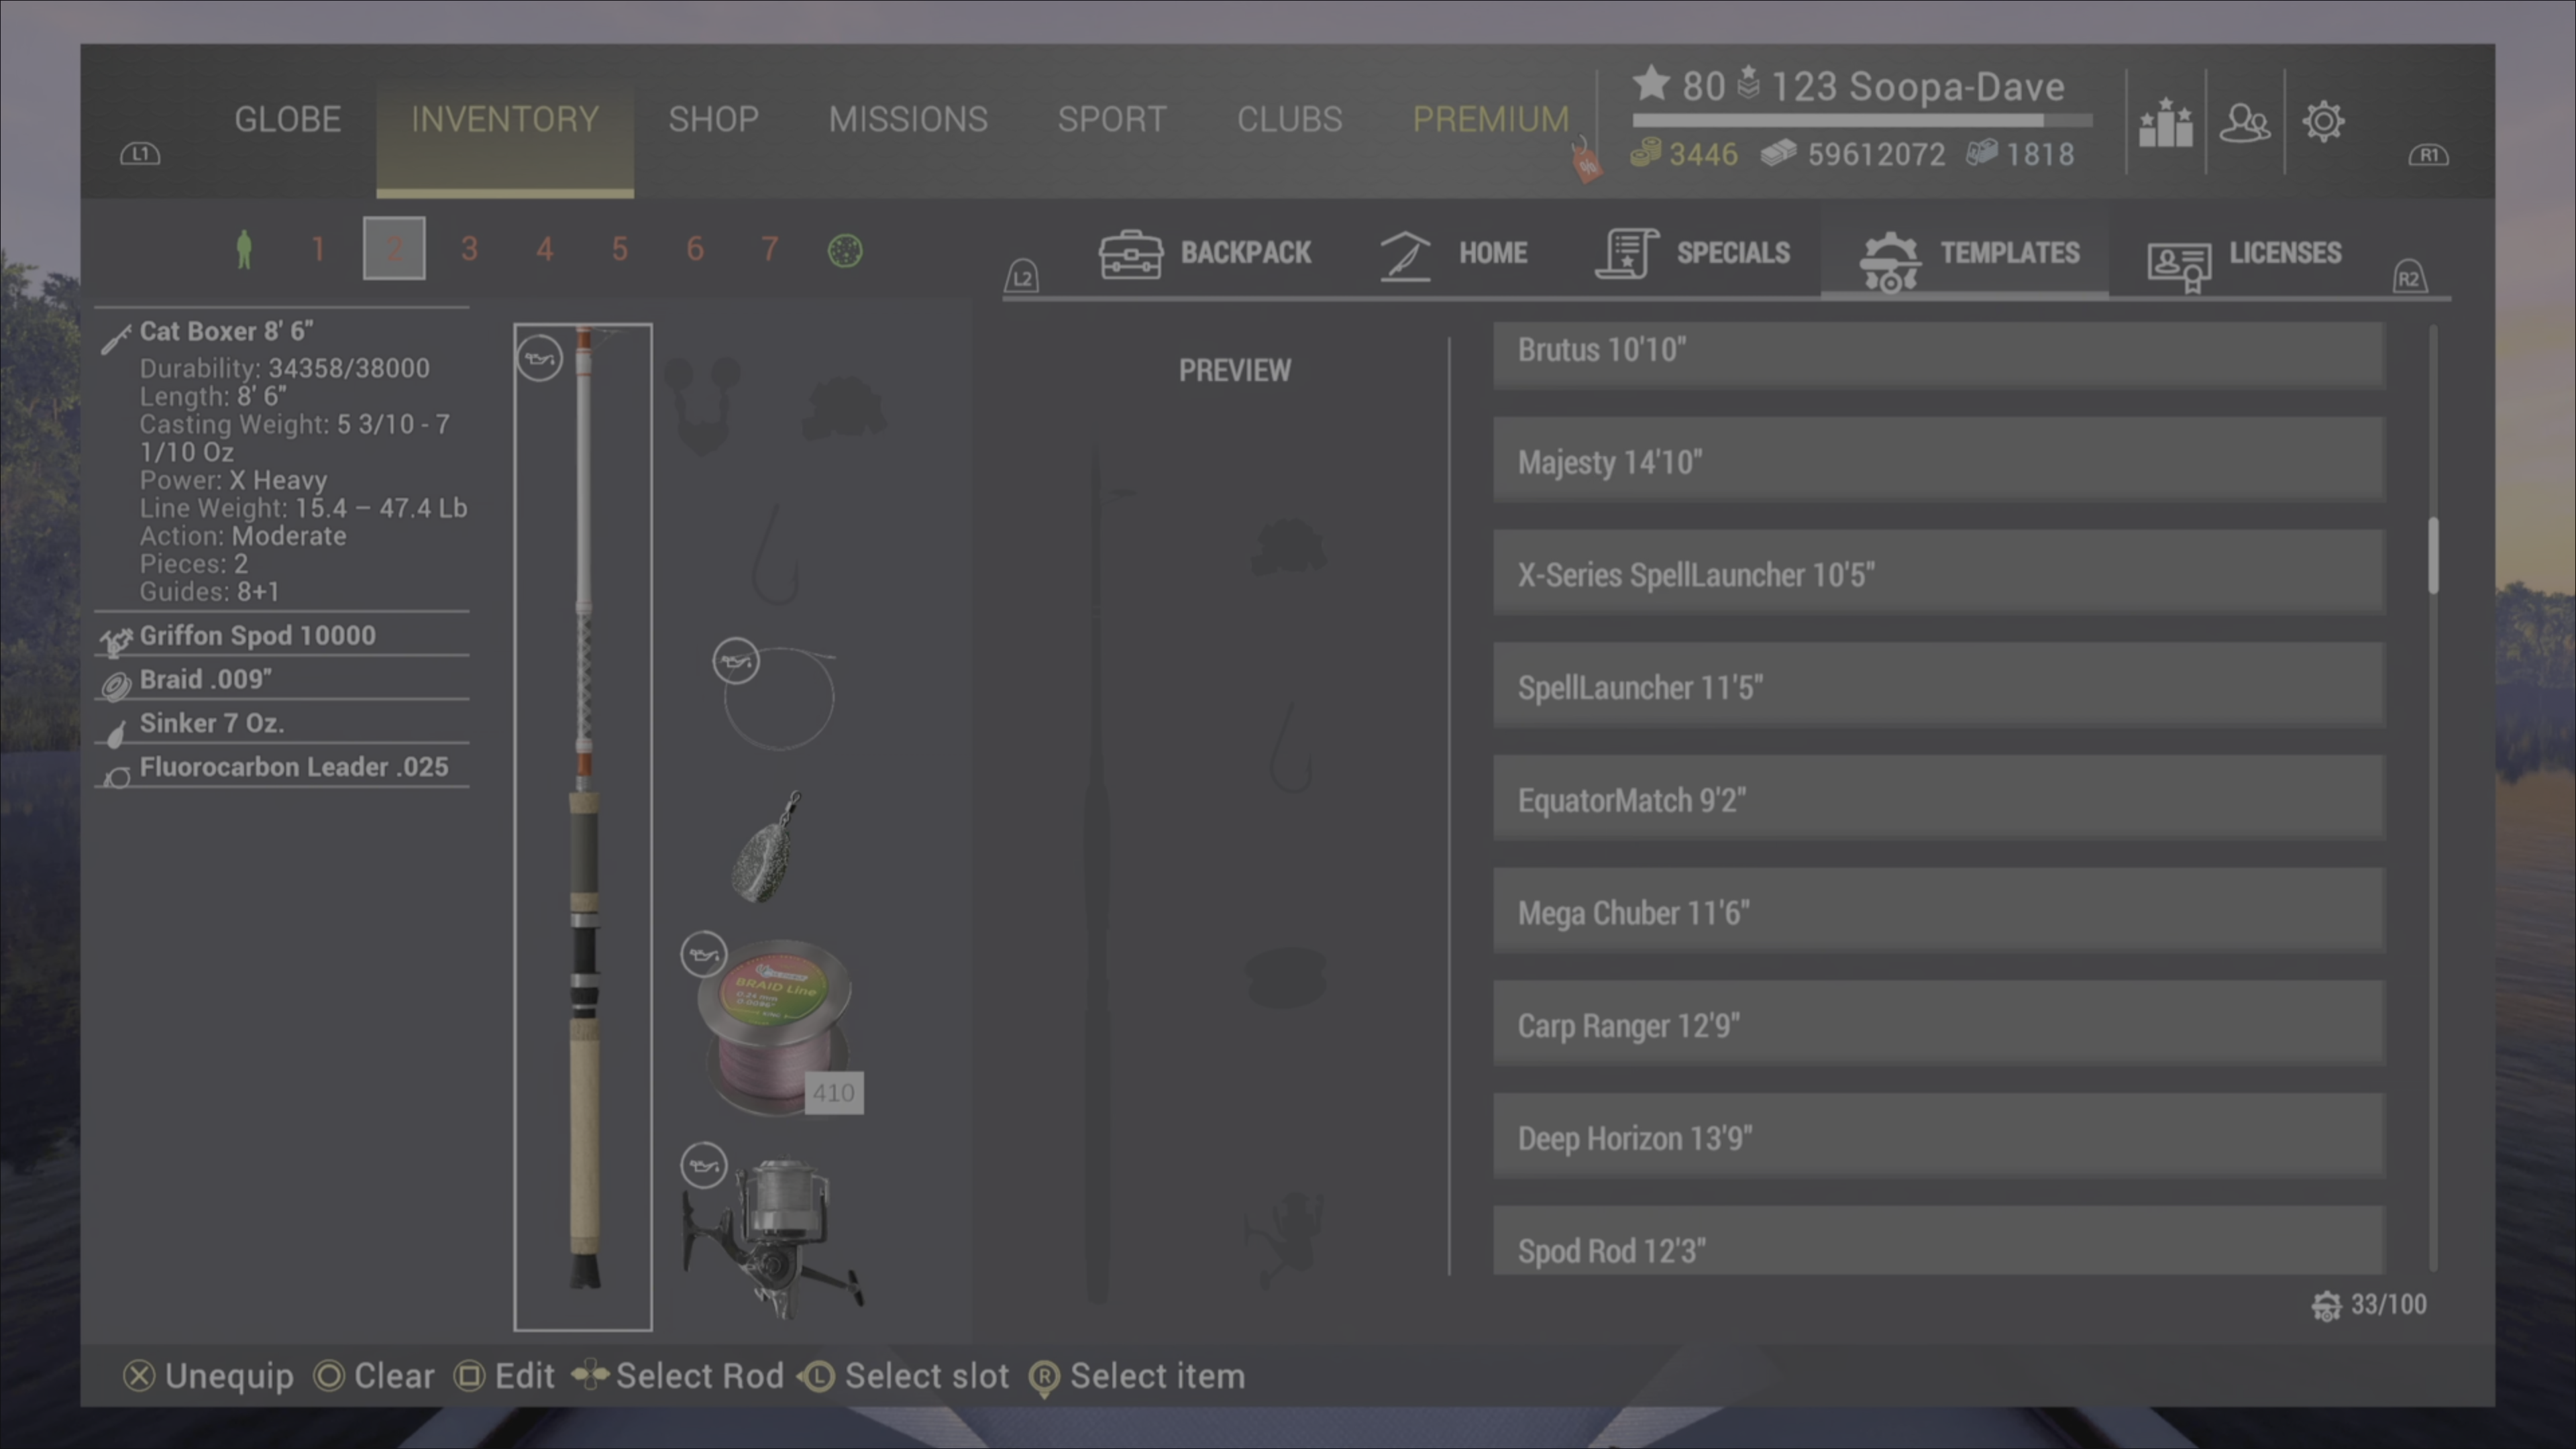 GLOBE
INVENTORY
SHOP
MISSIONS
SPORT
CLUBS
PREMIUM
%
80 123 Soopa-Dave
3446 59612072 1818
L1
R1
1 2 3 4 5 6 7
L2
BACKPACK
HOME
SPECIALS
TEMPLATES
LICENSES
R2
Cat Boxer 8' 6"
Durability: 34358/38000
Length: 8' 6"
Casting Weight: 5 3/10 - 7
1/10 Oz
Power: X Heavy
Line Weight: 15.4 – 47.4 Lb
Action: Moderate
Pieces: 2
Guides: 8+1
Griffon Spod 10000
Braid .009"
Sinker 7 Oz.
Fluorocarbon Leader .025
BRAID Line
410
PREVIEW
Brutus 10'10"
Majesty 14'10"
X-Series SpellLauncher 10'5"
SpellLauncher 11'5"
EquatorMatch 9'2"
Mega Chuber 11'6"
Carp Ranger 12'9"
Deep Horizon 13'9"
Spod Rod 12'3"
33/100
Unequip Clear Edit Select Rod L Select slot R Select item